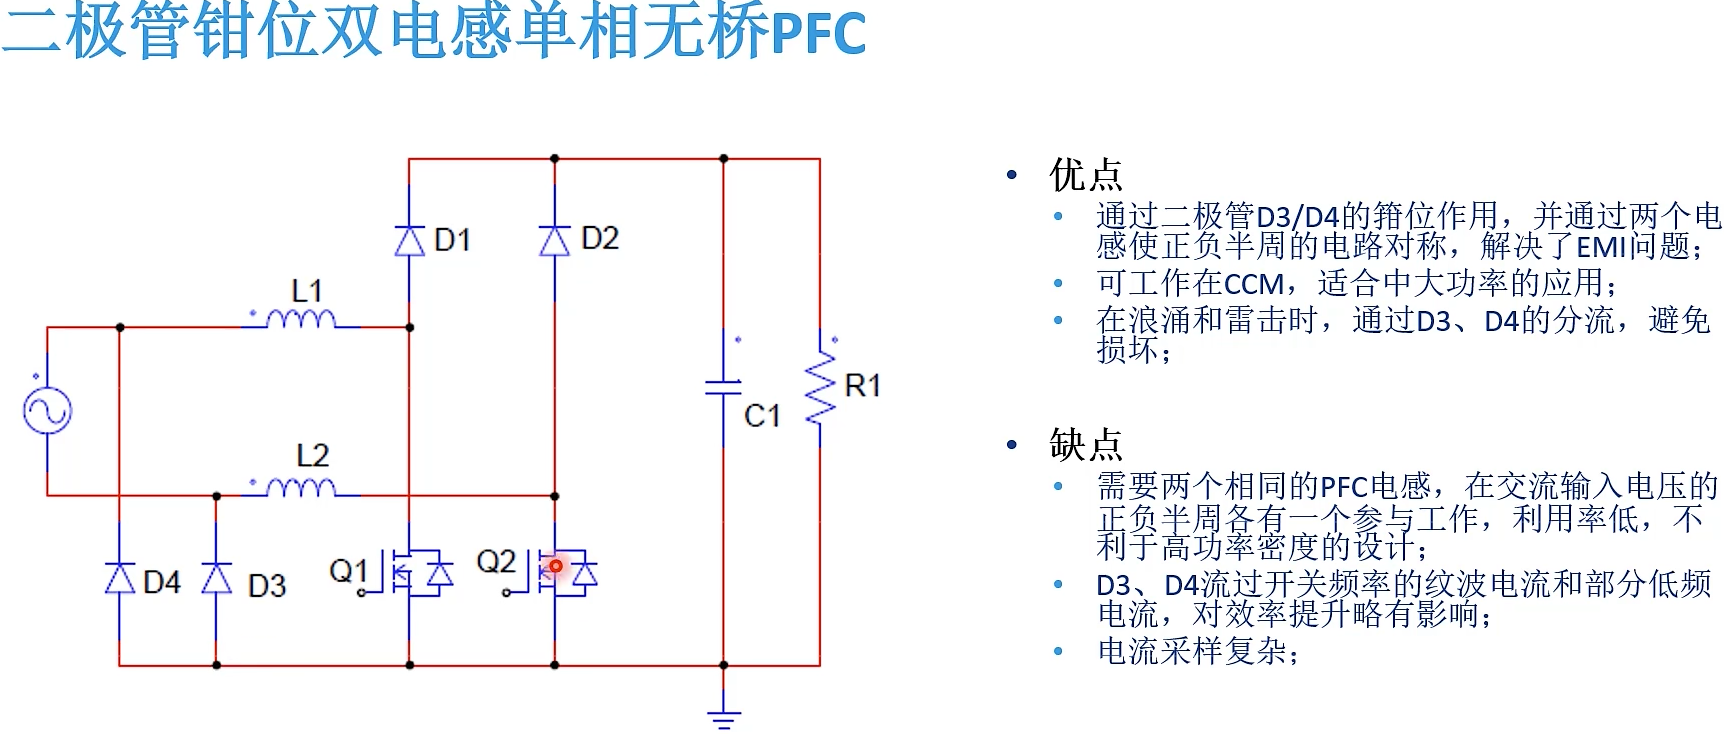 二极管钳位双电感单相无桥PFC
D1
D2
L1
L2
C1
R1
D4
D3
Q1
Q2
• 优点
• 通过二极管D3/D4的箝位作用，并通过两个电
感使正负半周的电路对称，解决了EMI问题；
• 可工作在CCM，适合中大功率的应用；
• 在浪涌和雷击时，通过D3、D4的分流，避免
损坏；
• 缺点
• 需要两个相同的PFC电感，在交流输入电压的
正负半周各有一个参与工作，利用率低，不
利于高功率密度的设计；
• D3、D4流过开关频率的纹波电流和部分低频
电流，对效率提升略有影响；
• 电流采样复杂；